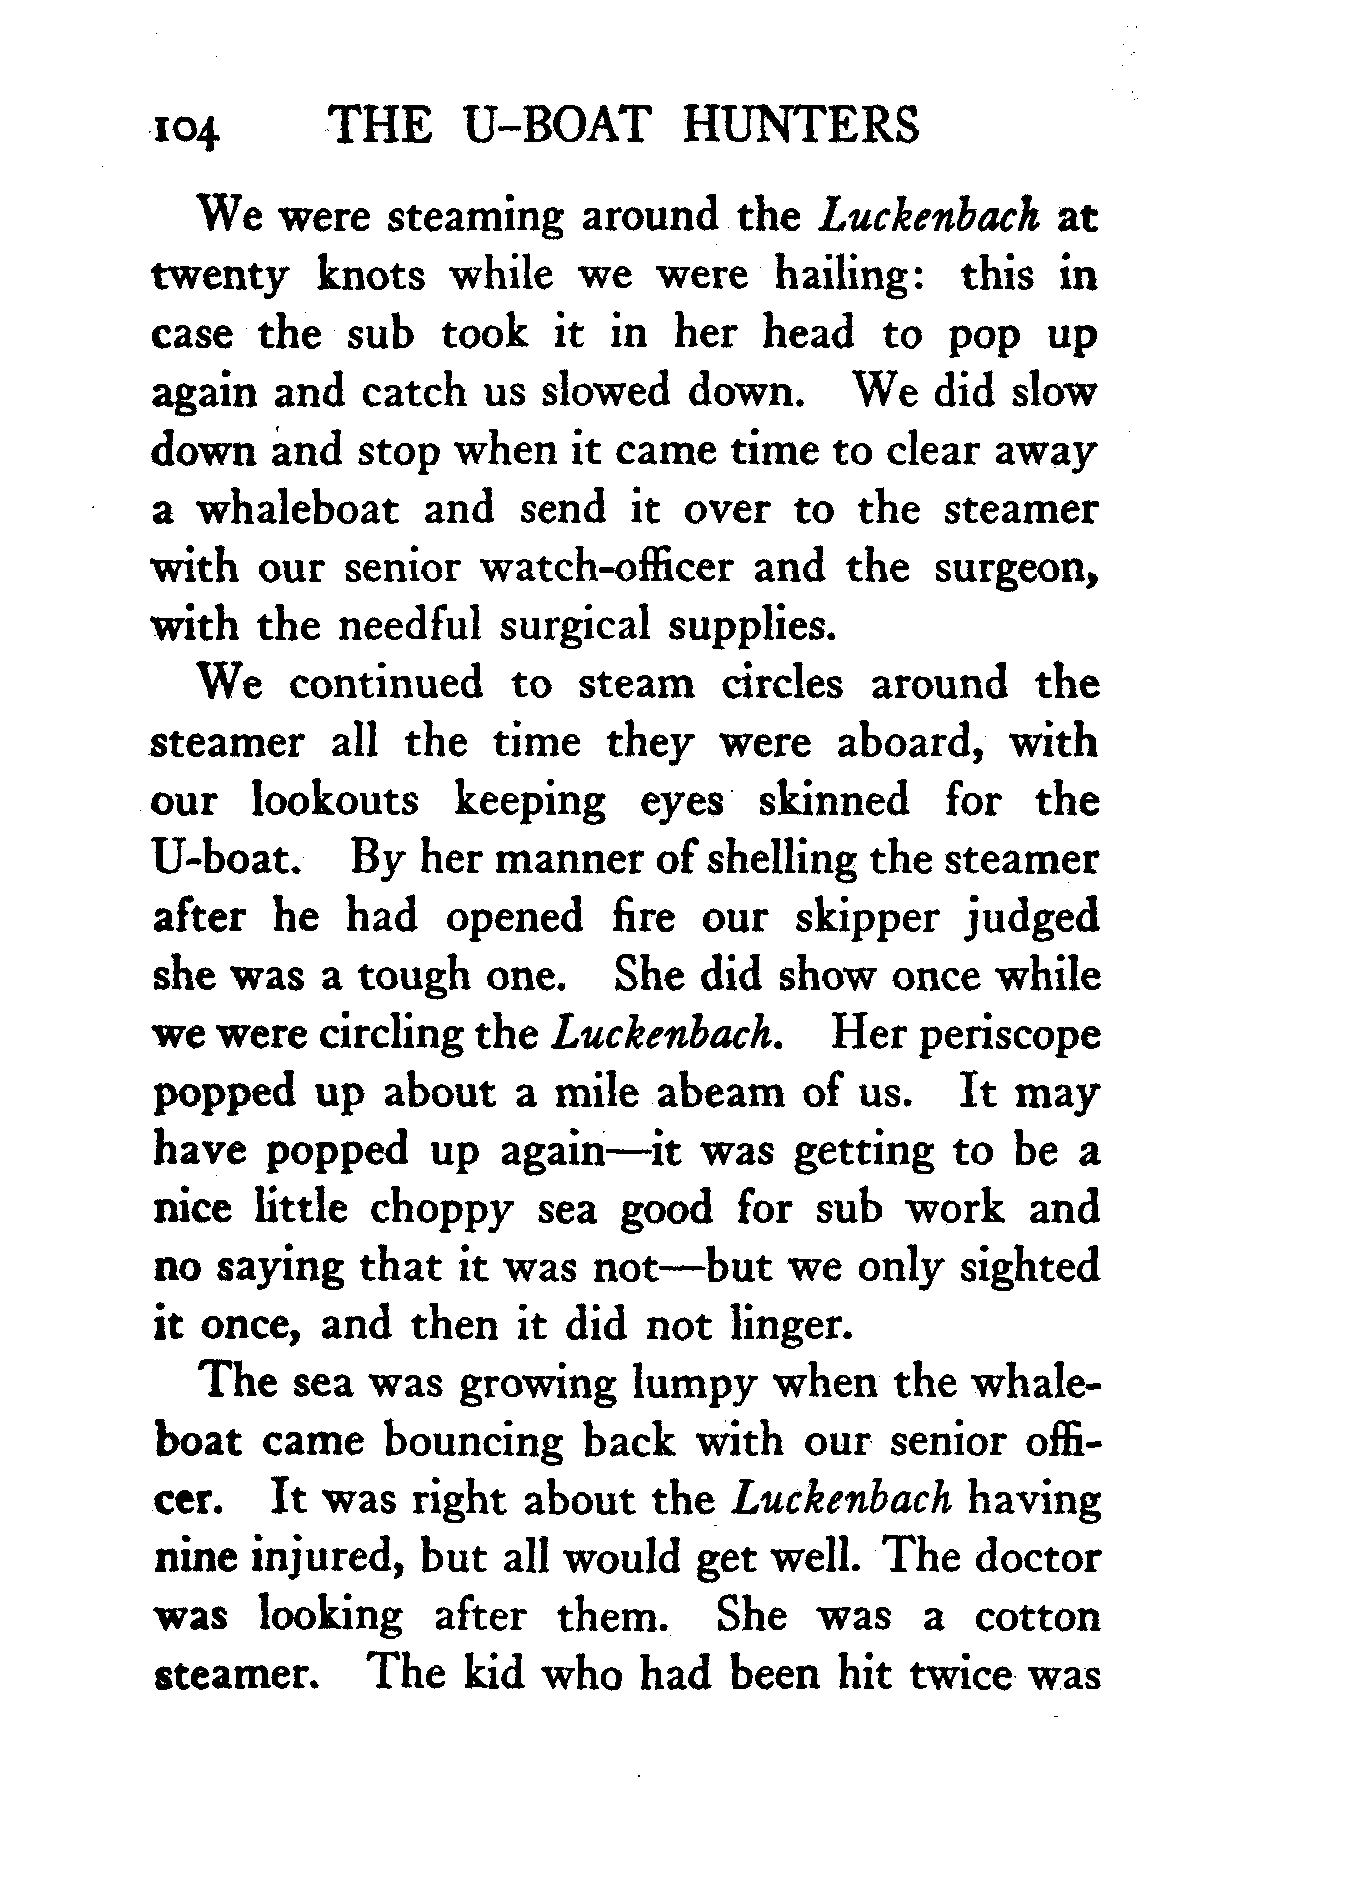 104 THE U-BOAT HUNTERS
We were steaming around the Luckenbach at
twenty knots while we were hailing: this in
case the sub took it in her head to pop up
again and catch us slowed down. We did slow
down and stop when it came time to clear away
a whaleboat and send it over to the steamer
with our senior watch-officer and the surgeon,
with the needful surgical supplies.
We continued to steam circles around the
steamer all the time they were aboard, with
our lookouts keeping eyes skinned for the
U-boat. By her manner of shelling the steamer
after he had opened fire our skipper judged
she was a tough one. She did show once while
we were circling the Luckenbach. Her periscope
popped up about a mile abeam of us. It may
have popped up again—it was getting to be a
nice little choppy sea good for sub work and
no saying that it was not—but we only sighted
it once, and then it did not linger.
The sea was growing lumpy when the whale-
boat came bouncing back with our senior offi-
cer. It was right about the Luckenbach having
nine injured, but all would get well. The doctor
was looking after them. She was a cotton
steamer. The kid who had been hit twice was